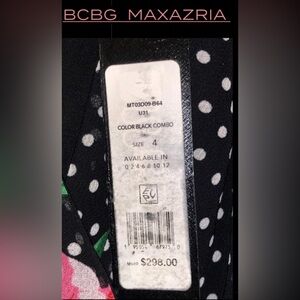 BCBG MAXAZRIA
MT03D09-B64
U31
COLOR BLACK COMBO
SIZE 4
AVAILABLE IN
0 2 4 6 8 10 12
$298.00